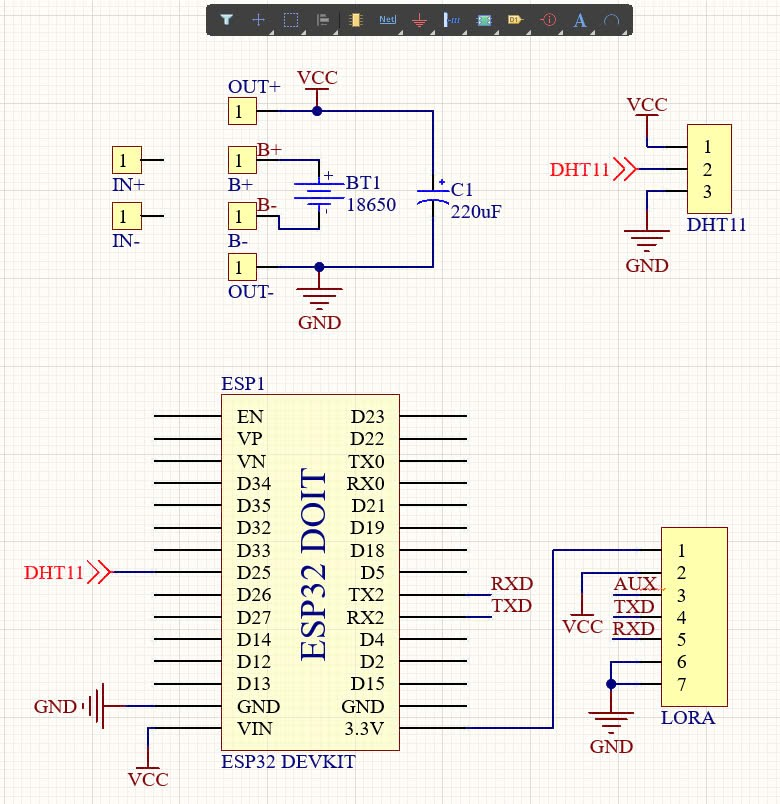 Net
D1
A
OUT+
VCC
1
1
B+
B+
1
IN+
1
IN-
1
B-
B-
1
OUT-
+
BT1
18650
-
+
C1
220uF
GND
VCC
DHT11
1
2
3
DHT11
GND
ESP1
ESP32 DOIT
EN
VP
VN
D34
D35
D32
D33
D25
D26
D27
D14
D12
D13
GND
VIN
D23
D22
TX0
RX0
D21
D19
D18
D5
TX2
RX2
D4
D2
D15
GND
3.3V
ESP32 DEVKIT
DHT11
GND
VCC
RXD
TXD
VCC
AUX
TXD
RXD
1
2
3
4
5
6
7
LORA
GND